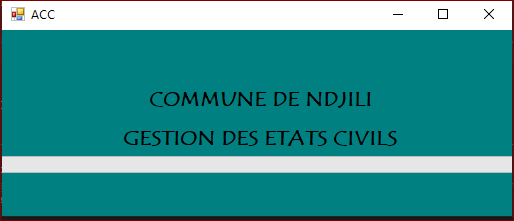 ACC
COMMUNE DE NDJILI
GESTION DES ETATS CIVILS